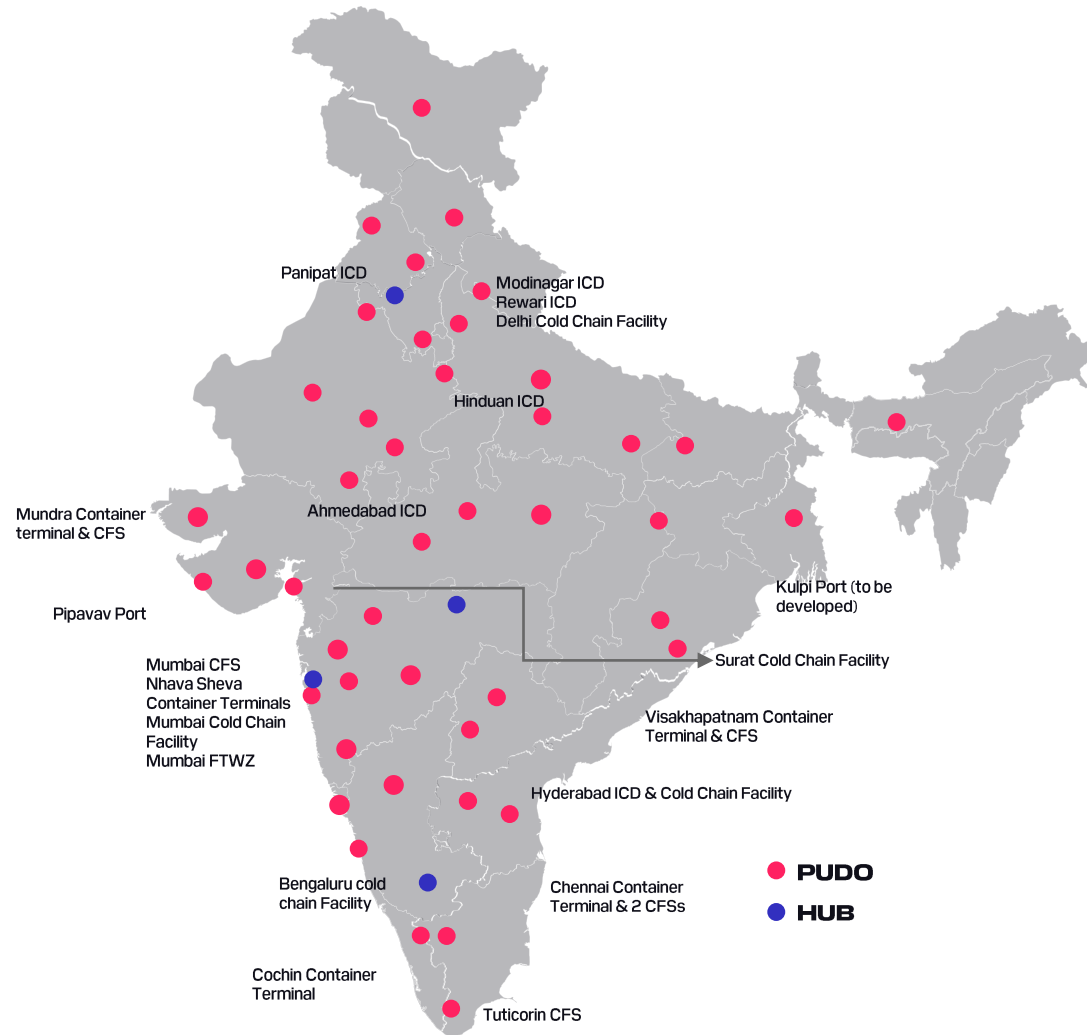 Panipat ICD
Modinagar ICD
Rewari ICD
Delhi Cold Chain Facility
Hinduan ICD
Ahmedabad ICD
Mundra Container
terminal & CFS
Pipavav Port
Kulpi Port (to be
developed)
Surat Cold Chain Facility
Mumbai CFS
Nhava Sheva
Container Terminals
Mumbai Cold Chain
Facility
Mumbai FTWZ
Visakhapatnam Container
Terminal & CFS
Hyderabad ICD & Cold Chain Facility
Bengaluru cold
chain Facility
Chennai Container
Terminal & 2 CFSs
PUDO
HUB
Cochin Container
Terminal
Tuticorin CFS